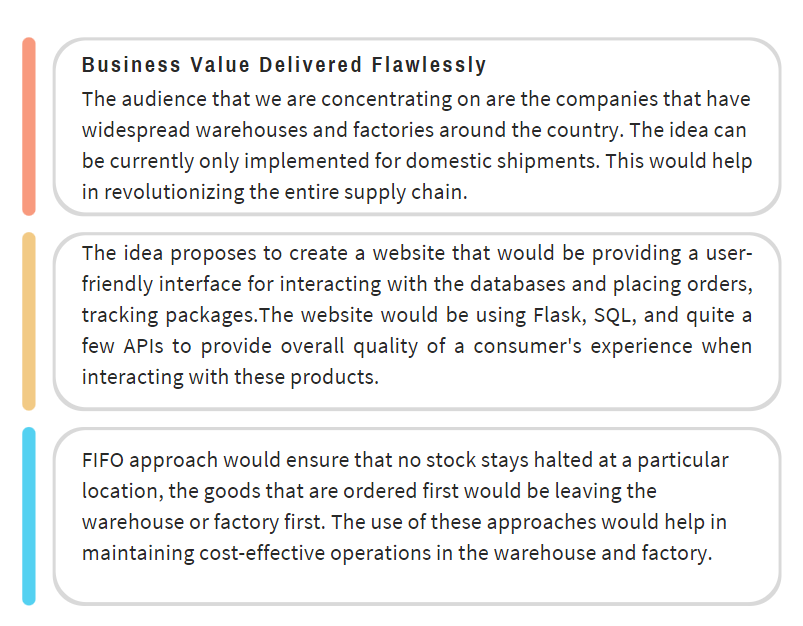 Business Value Delivered Flawlessly
The audience that we are concentrating on are the companies that have
widespread warehouses and factories around the country. The idea can
be currently only implemented for domestic shipments. This would help
in revolutionizing the entire supply chain.
The idea proposes to create a website that would be providing a user-
friendly interface for interacting with the databases and placing orders,
tracking packages.The website would be using Flask, SQL, and quite a
few APIs to provide overall quality of a consumer's experience when
interacting with these products.
FIFO approach would ensure that no stock stays halted at a particular
location, the goods that are ordered first would be leaving the
warehouse or factory first. The use of these approaches would help in
maintaining cost-effective operations in the warehouse and factory.